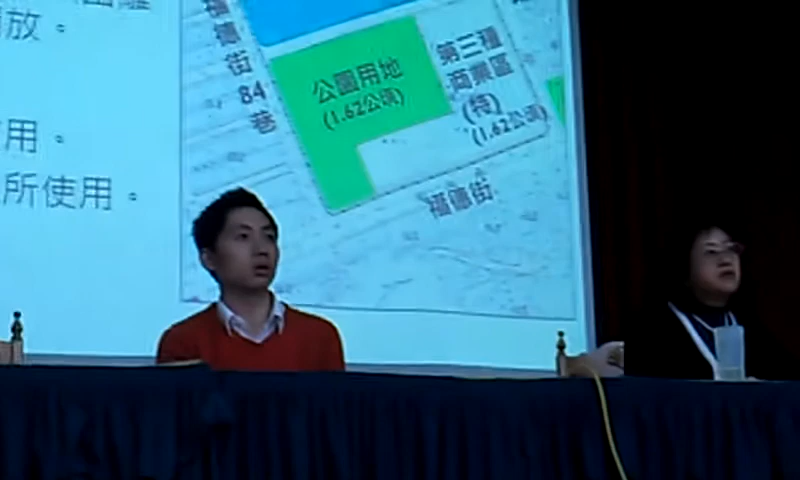 放。
用。
所使用。
福
德
街
84
巷
公園用地
(1.62公頃)
第三種
商業區
(特)
(1.62公頃)
福德街